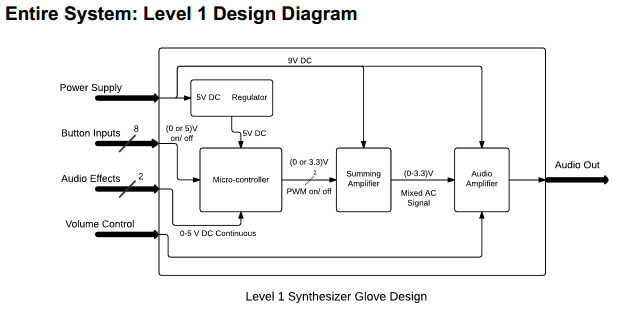 Entire System: Level 1 Design Diagram
9V DC
Power Supply
5V DC Regulator
Button Inputs
8
(0 or 5)V
on/ off
5V DC
Audio Effects
2
Micro-controller
(0 or 3.3)V
2
PWM on/ off
Summing
Amplifier
(0-3.3)V
Mixed AC
Signal
Audio
Amplifier
Audio Out
Volume Control
0-5 V DC Continuous
Level 1 Synthesizer Glove Design